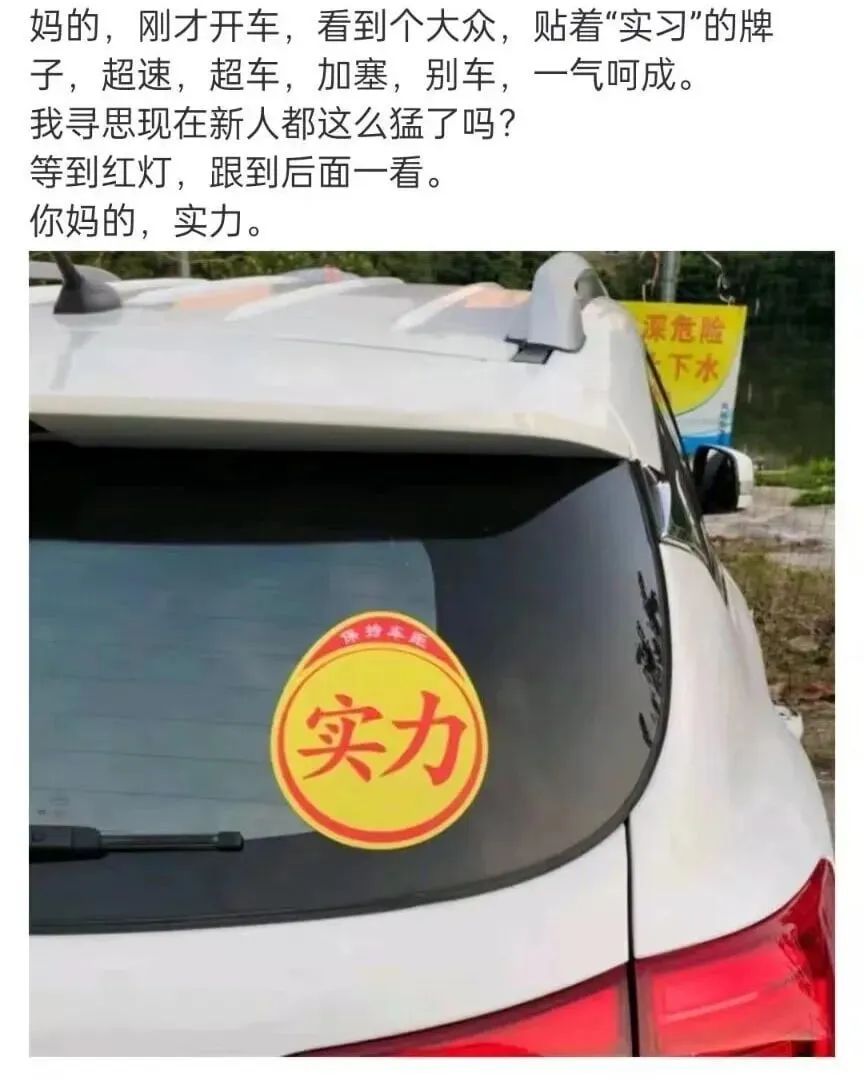 妈的，刚才开车，看到个大众，贴着“实习”的牌
子，超速，超车，加塞，别车，一气呵成。
我寻思现在新人都这么猛了吗？
等到红灯，跟到后面一看。
你妈的，实力。
深危险
下水
保持车距
实力